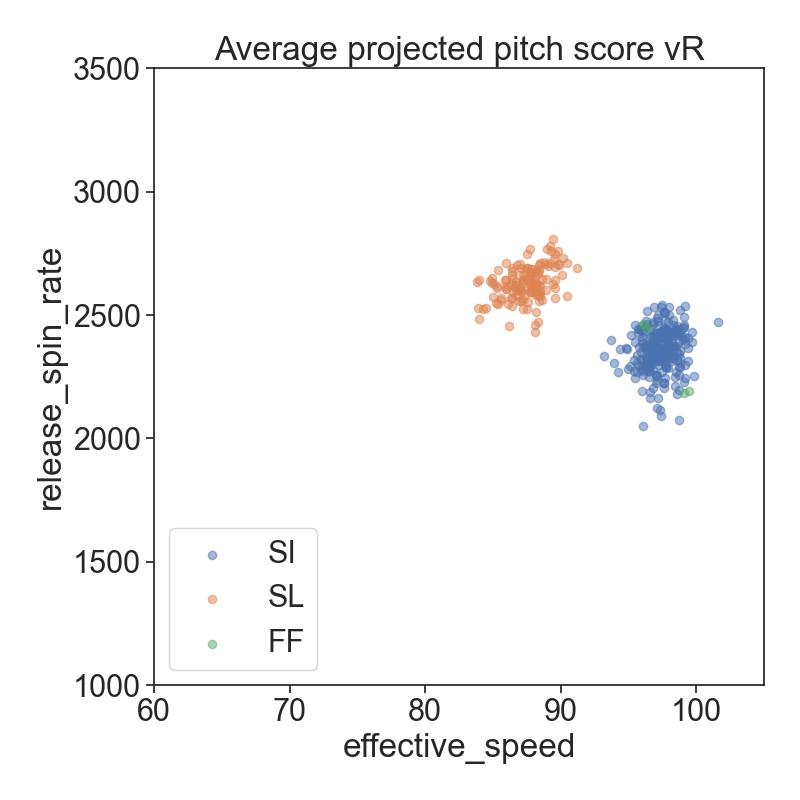 Average projected pitch score vR
3500
3000
2500
2000
1500
1000
release_spin_rate
SI
SL
FF
60 70 80 90 100
effective_speed